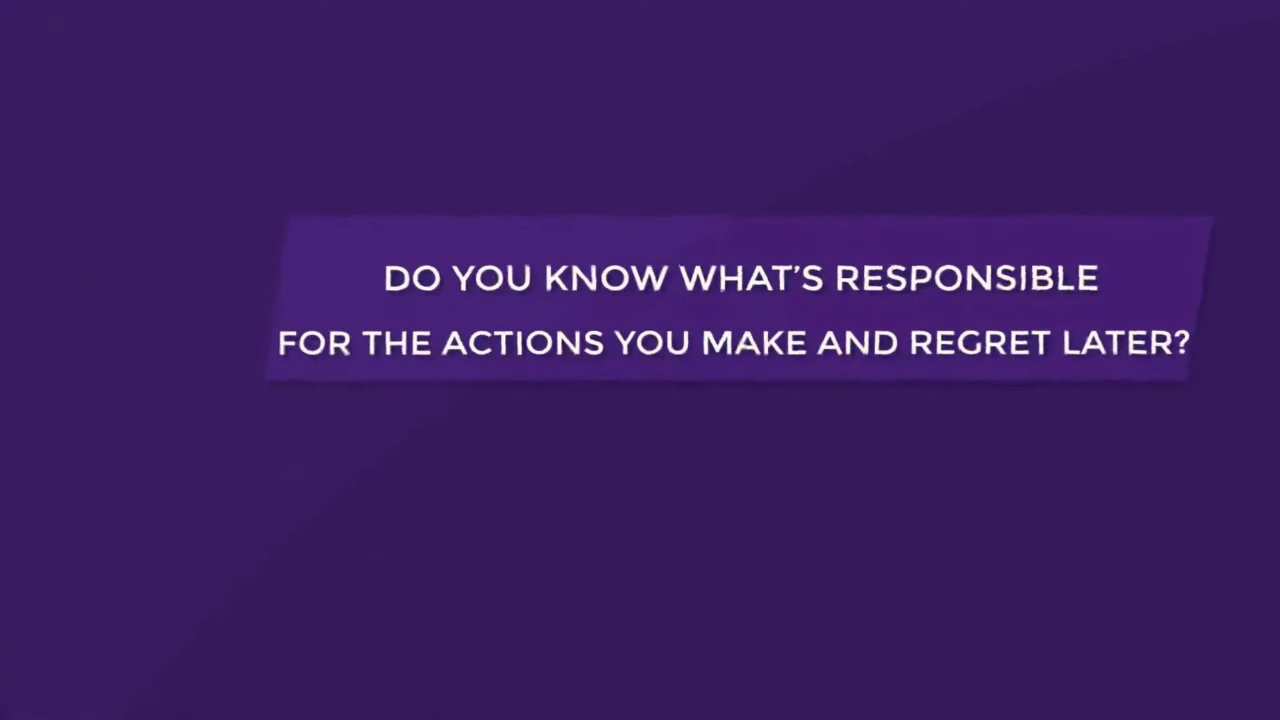 DO YOU KNOW WHAT'S RESPONSIBLE
FOR THE ACTIONS YOU MAKE AND REGRET LATER?